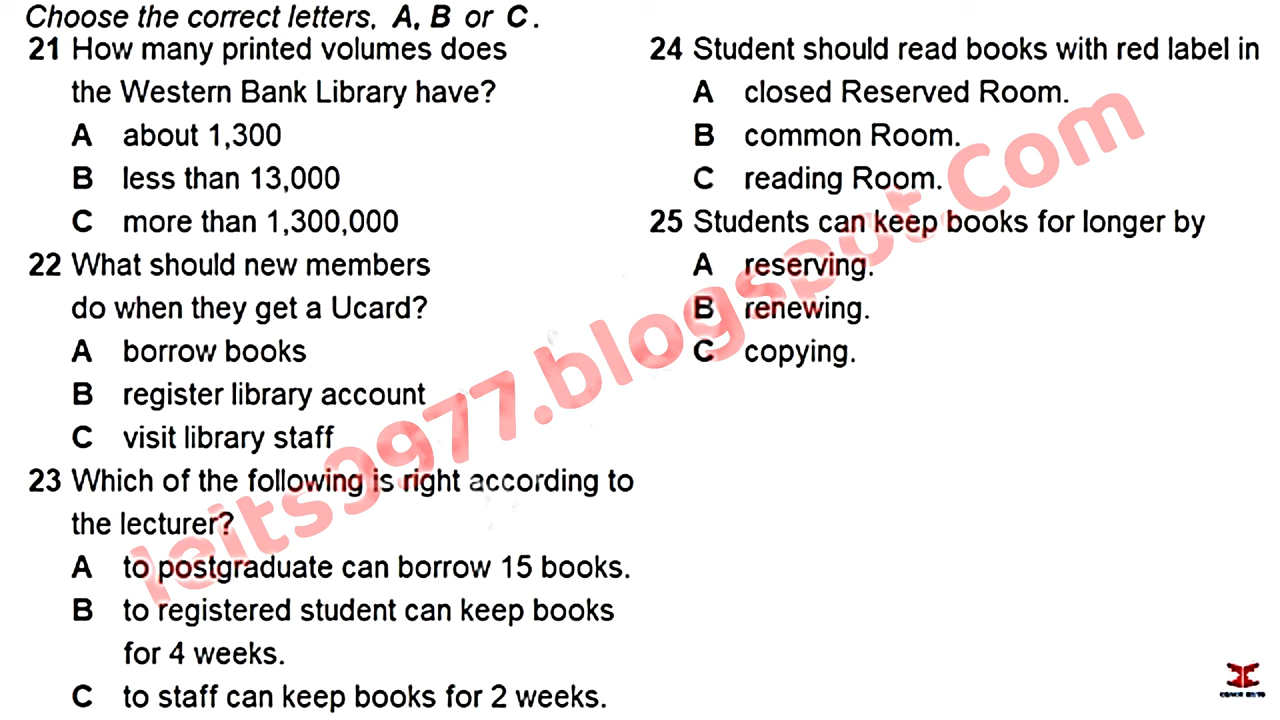 Choose the correct letters, A, B or C.
21 How many printed volumes does
the Western Bank Library have?
A about 1,300
B less than 13,000
C more than 1,300,000
22 What should new members
do when they get a Ucard?
A borrow books
B register library account
C visit library staff
23 Which of the following is right according to
the lecturer?
A to postgraduate can borrow 15 books.
B to registered student can keep books
for 4 weeks.
C to staff can keep books for 2 weeks.
24 Student should read books with red label in
A closed Reserved Room.
B common Room.
C reading Room.
25 Students can keep books for longer by
A reserving.
B renewing.
C copying.
leits9977.blogspot.Com